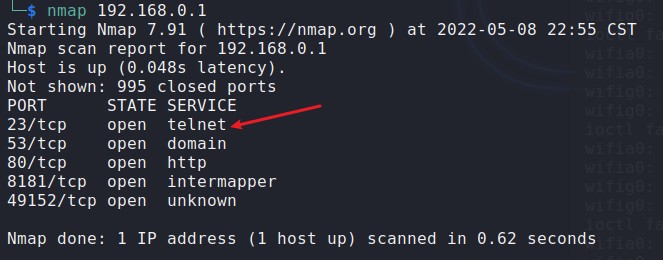 └─$ nmap 192.168.0.1
Starting Nmap 7.91 ( https://nmap.org ) at 2022-05-08 22:55 CST
Nmap scan report for 192.168.0.1
Host is up (0.048s latency).
Not shown: 995 closed ports
PORT      STATE SERVICE
23/tcp    open  telnet
53/tcp    open  domain
80/tcp    open  http
8181/tcp  open  intermapper
49152/tcp open  unknown
Nmap done: 1 IP address (1 host up) scanned in 0.62 seconds